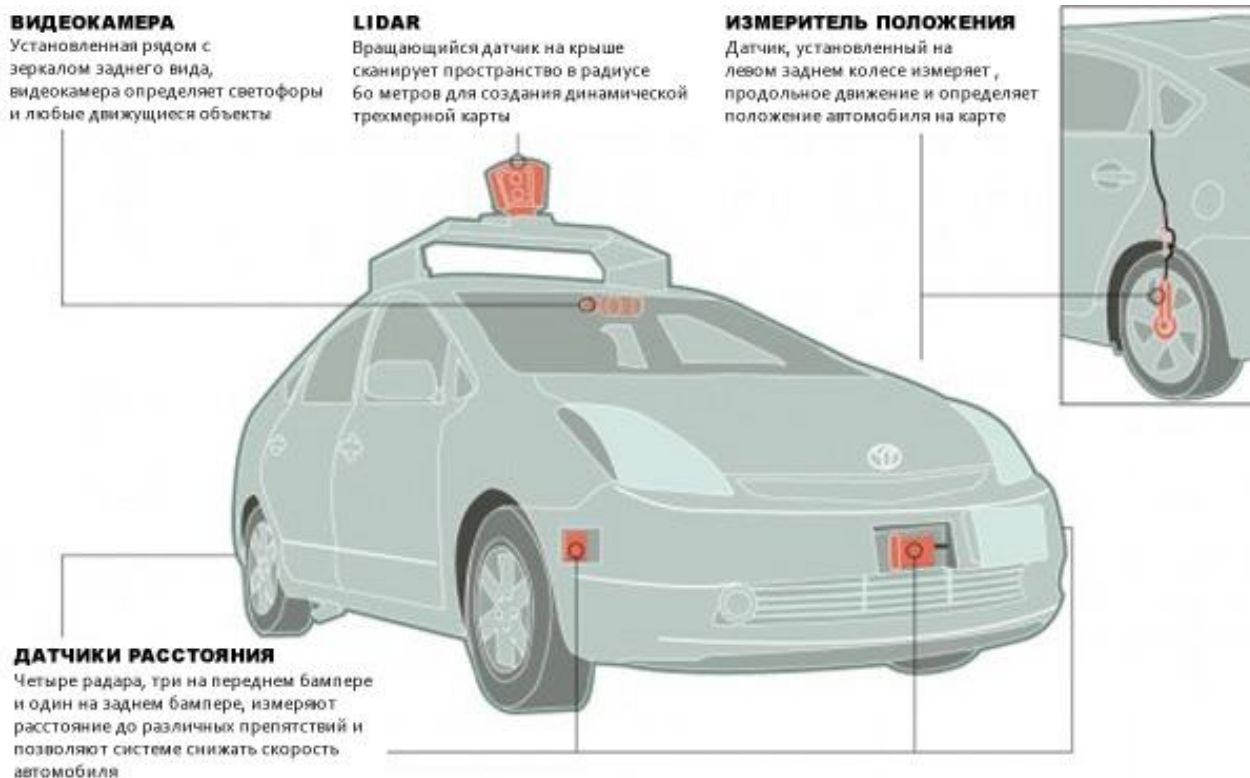 ВИДЕОКАМЕРА
Установленная рядом с
зеркалом заднего вида,
видеокамера определяет светофоры
и любые движущиеся объекты
LIDAR
Вращающийся датчик на крыше
сканирует пространство в радиусе
60 метров для создания динамической
трехмерной карты
ИЗМЕРИТЕЛЬ ПОЛОЖЕНИЯ
Датчик, установленный на
левом заднем колесе измеряет ,
продольное движение и определяет
положение автомобиля на карте
ДАТЧИКИ РАССТОЯНИЯ
Четыре радара, три на переднем бампере
и один на заднем бампере, измеряют
расстояние до различных препятствий и
позволяют системе снижать скорость
автомобиля